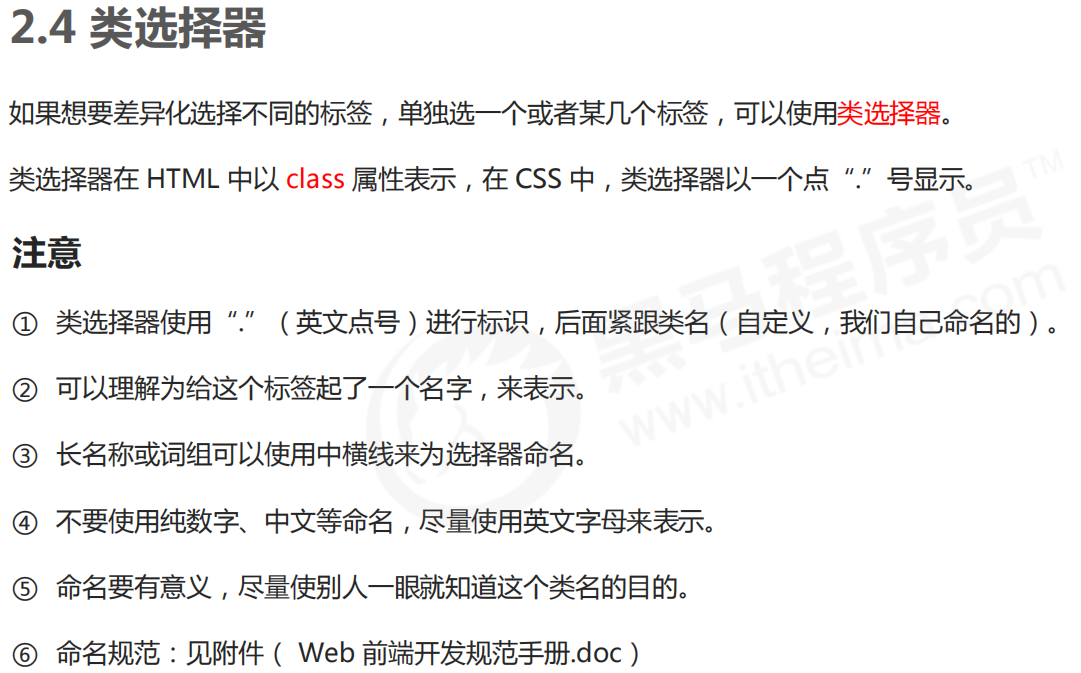 2.4 类选择器
如果想要差异化选择不同的标签，单独选一个或者某几个标签，可以使用类选择器。
类选择器在 HTML 中以 class 属性表示，在 CSS 中，类选择器以一个点“.”号显示。
注意
① 类选择器使用“.”（英文点号）进行标识，后面紧跟类名（自定义，我们自己命名的）。
② 可以理解为给这个标签起了一个名字，来表示。
③ 长名称或词组可以使用中横线来为选择器命名。
④ 不要使用纯数字、中文等命名，尽量使用英文字母来表示。
⑤ 命名要有意义，尽量使别人一眼就知道这个类名的目的。
⑥ 命名规范：见附件（ Web 前端开发规范手册.doc ）
黑马程序员™
www.itheima.com